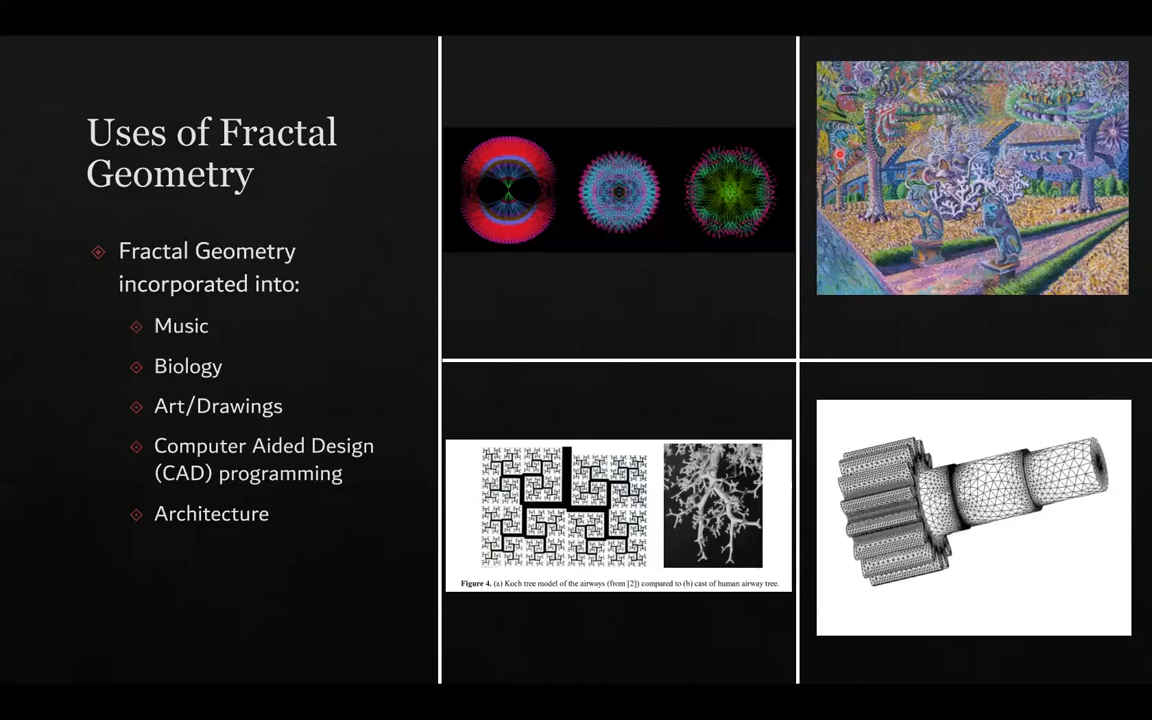 Uses of Fractal
Geometry
Fractal Geometry
incorporated into:
Music
Biology
Art/Drawings
Computer Aided Design
(CAD) programming
Architecture
Figure 4. (a) Koch tree model of the airways (from [2]) compared to (b) cast of human airway tree.